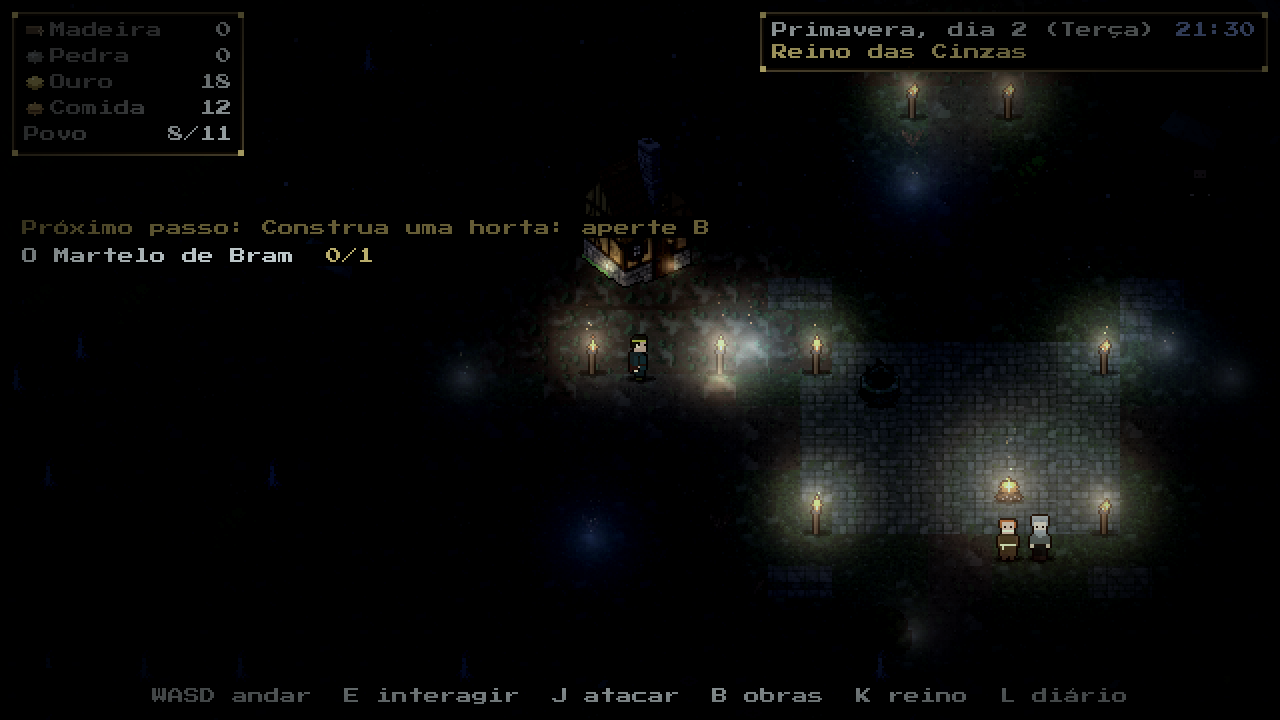 Madeira 0
Pedra 0
Ouro 18
Comida 12
Povo 8/11
Primavera, dia 2 (Terça) 21:30
Reino das Cinzas
Próximo passo: Construa uma horta: aperte B
O Martelo de Bram 0/1
WASD andar E interagir J atacar B obras K reino L diário